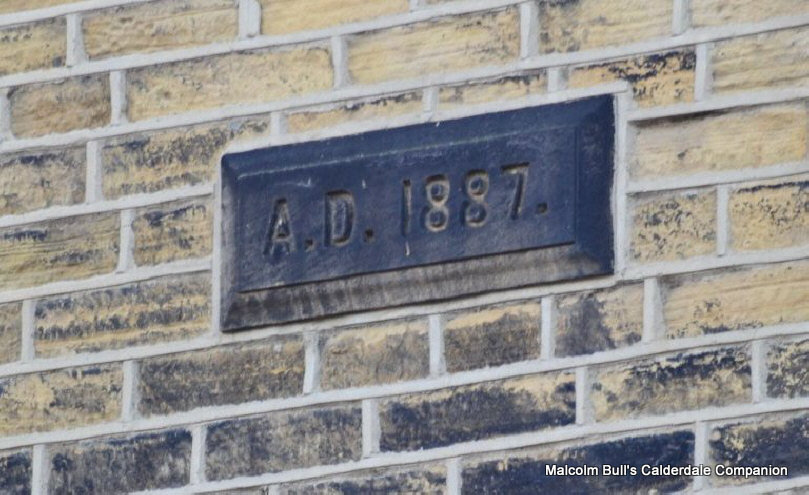 A.D. 1887.
Malcolm Bull's Calderdale Companion